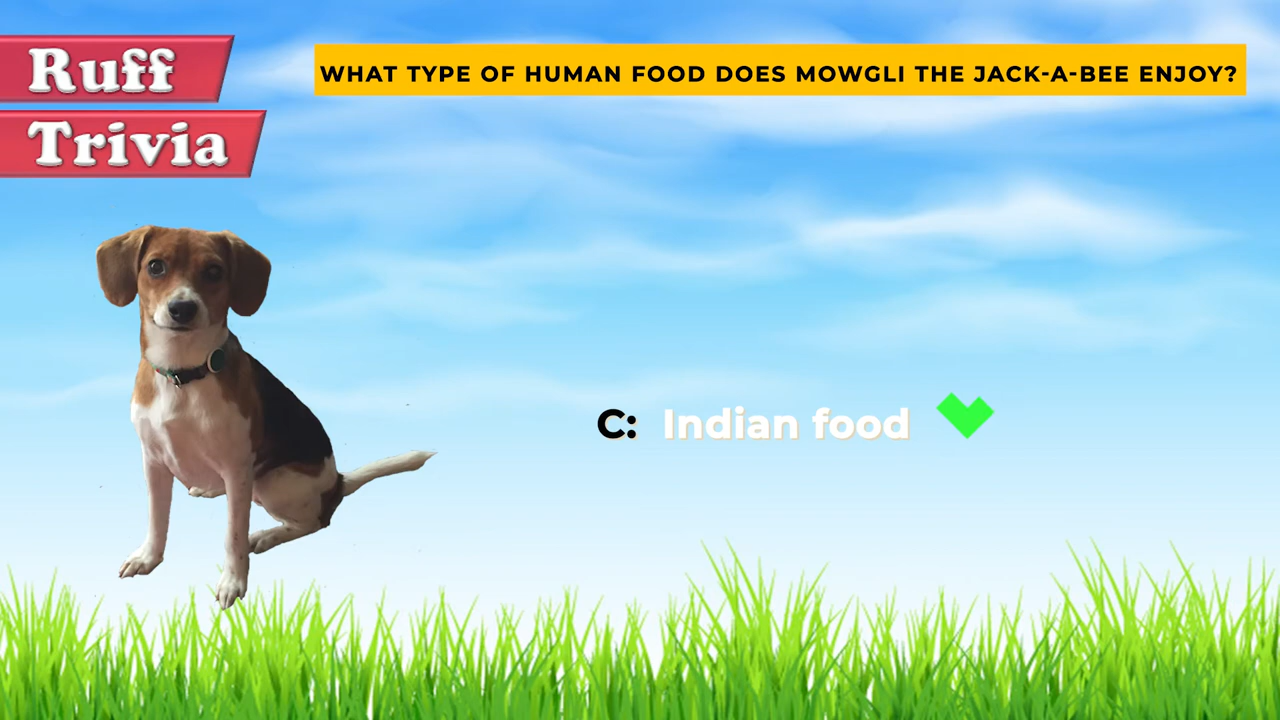 Ruff
Trivia
WHAT TYPE OF HUMAN FOOD DOES MOWGLI THE JACK-A-BEE ENJOY?
C: Indian food